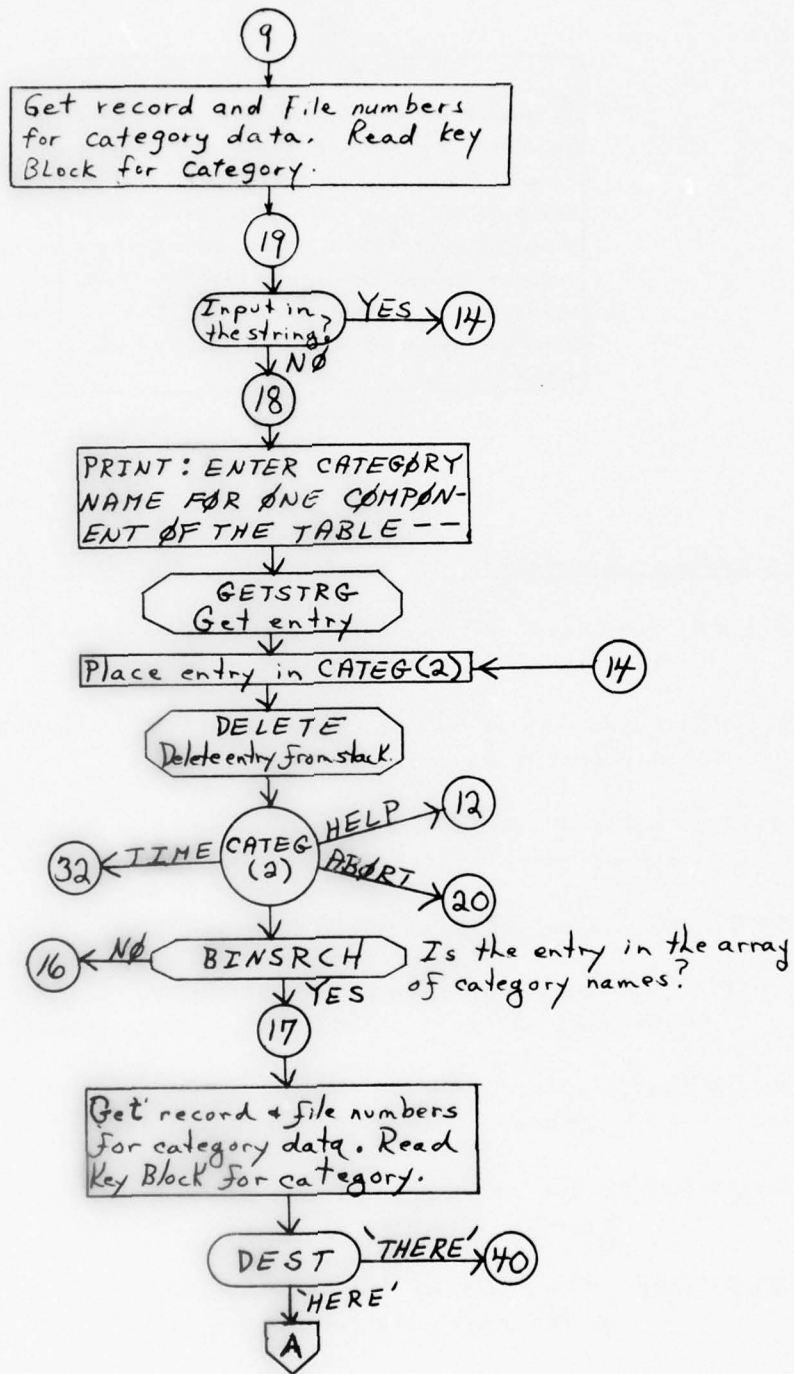 9
Get record and File numbers
for category data. Read key
BLock for Category.
19
Input in
the string?
YES
14
NØ
18
PRINT: ENTER CATEGØRY
NAME FØR ØNE CØMPØN-
ENT ØF THE TABLE --
GETSTRG
Get entry
Place entry in CATEG(2)
14
DELETE
Delete entry from stack.
HELP
12
32
TIME
CATEG
(2)
ABØRT
20
16
NØ
BINSRCH
Is the entry in the array
of category names?
YES
17
Get record & file numbers
for category data. Read
Key Block for category.
DEST
'THERE'
40
'HERE'
A